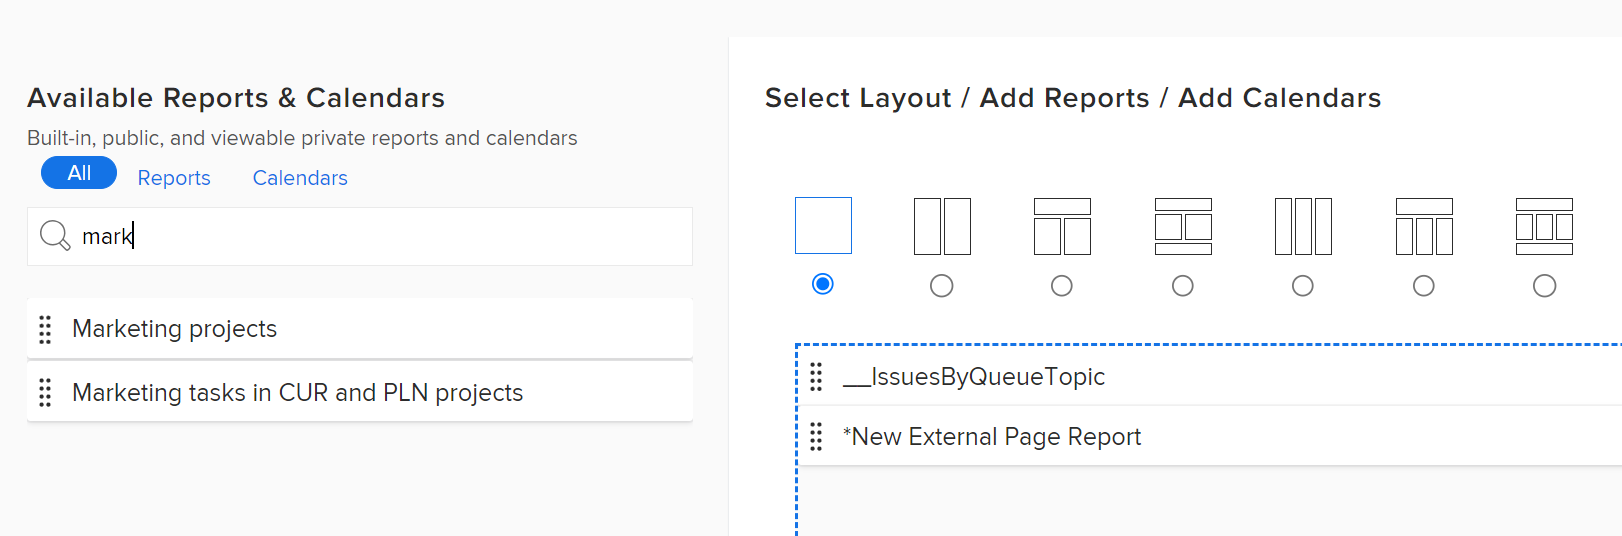 Available Reports & Calendars
Built-in, public, and viewable private reports and calendars
All Reports Calendars
mark
Marketing projects
Marketing tasks in CUR and PLN projects
Select Layout / Add Reports / Add Calendars
__IssuesByQueueTopic
*New External Page Report